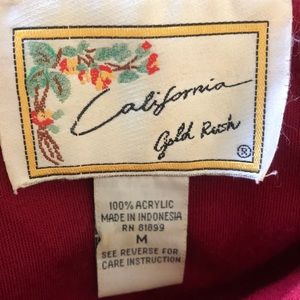 California
Gold Rush
®
100% ACRYLIC
MADE IN INDONESIA
RN 81899
M
SEE REVERSE FOR
CARE INSTRUCTION